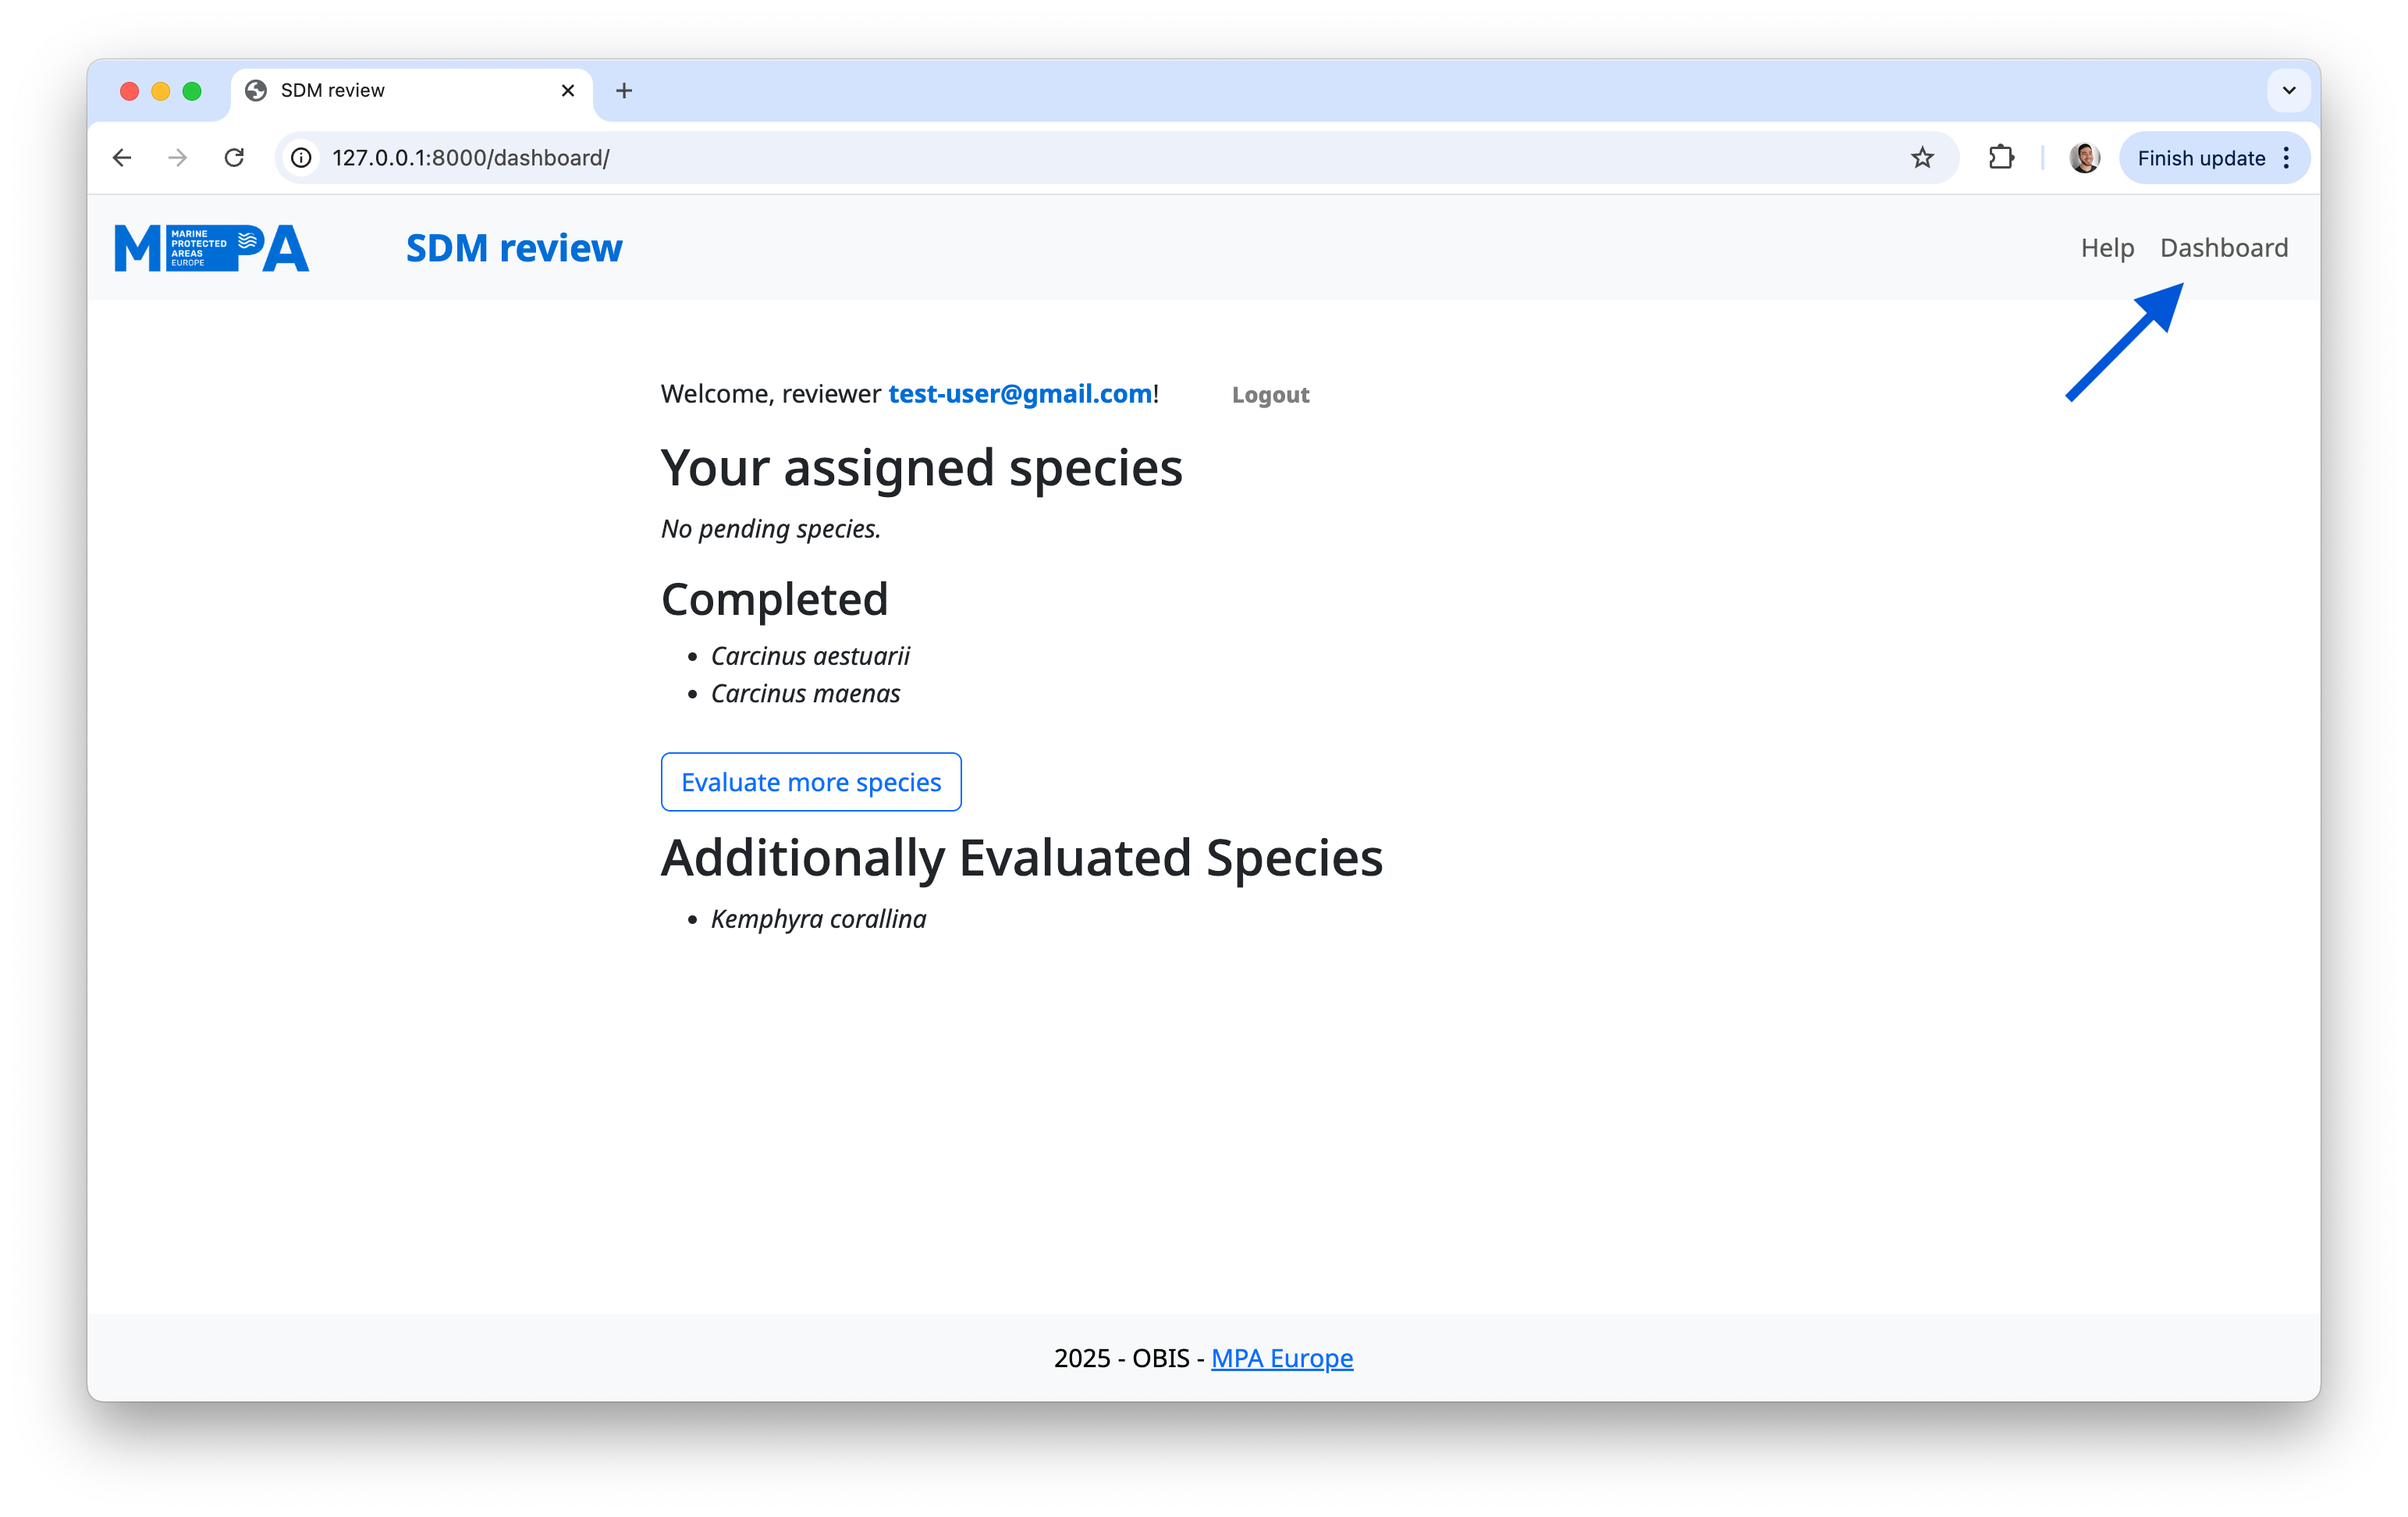 SDM review
127.0.0.1:8000/dashboard/
Finish update
M PA
MARINE
PROTECTED
AREAS
EUROPE
SDM review
Help Dashboard
Welcome, reviewer test-user@gmail.com! Logout
Your assigned species
No pending species.
Completed
• Carcinus aestuarii
• Carcinus maenas
Evaluate more species
Additionally Evaluated Species
• Kemphyra corallina
2025 - OBIS - MPA Europe